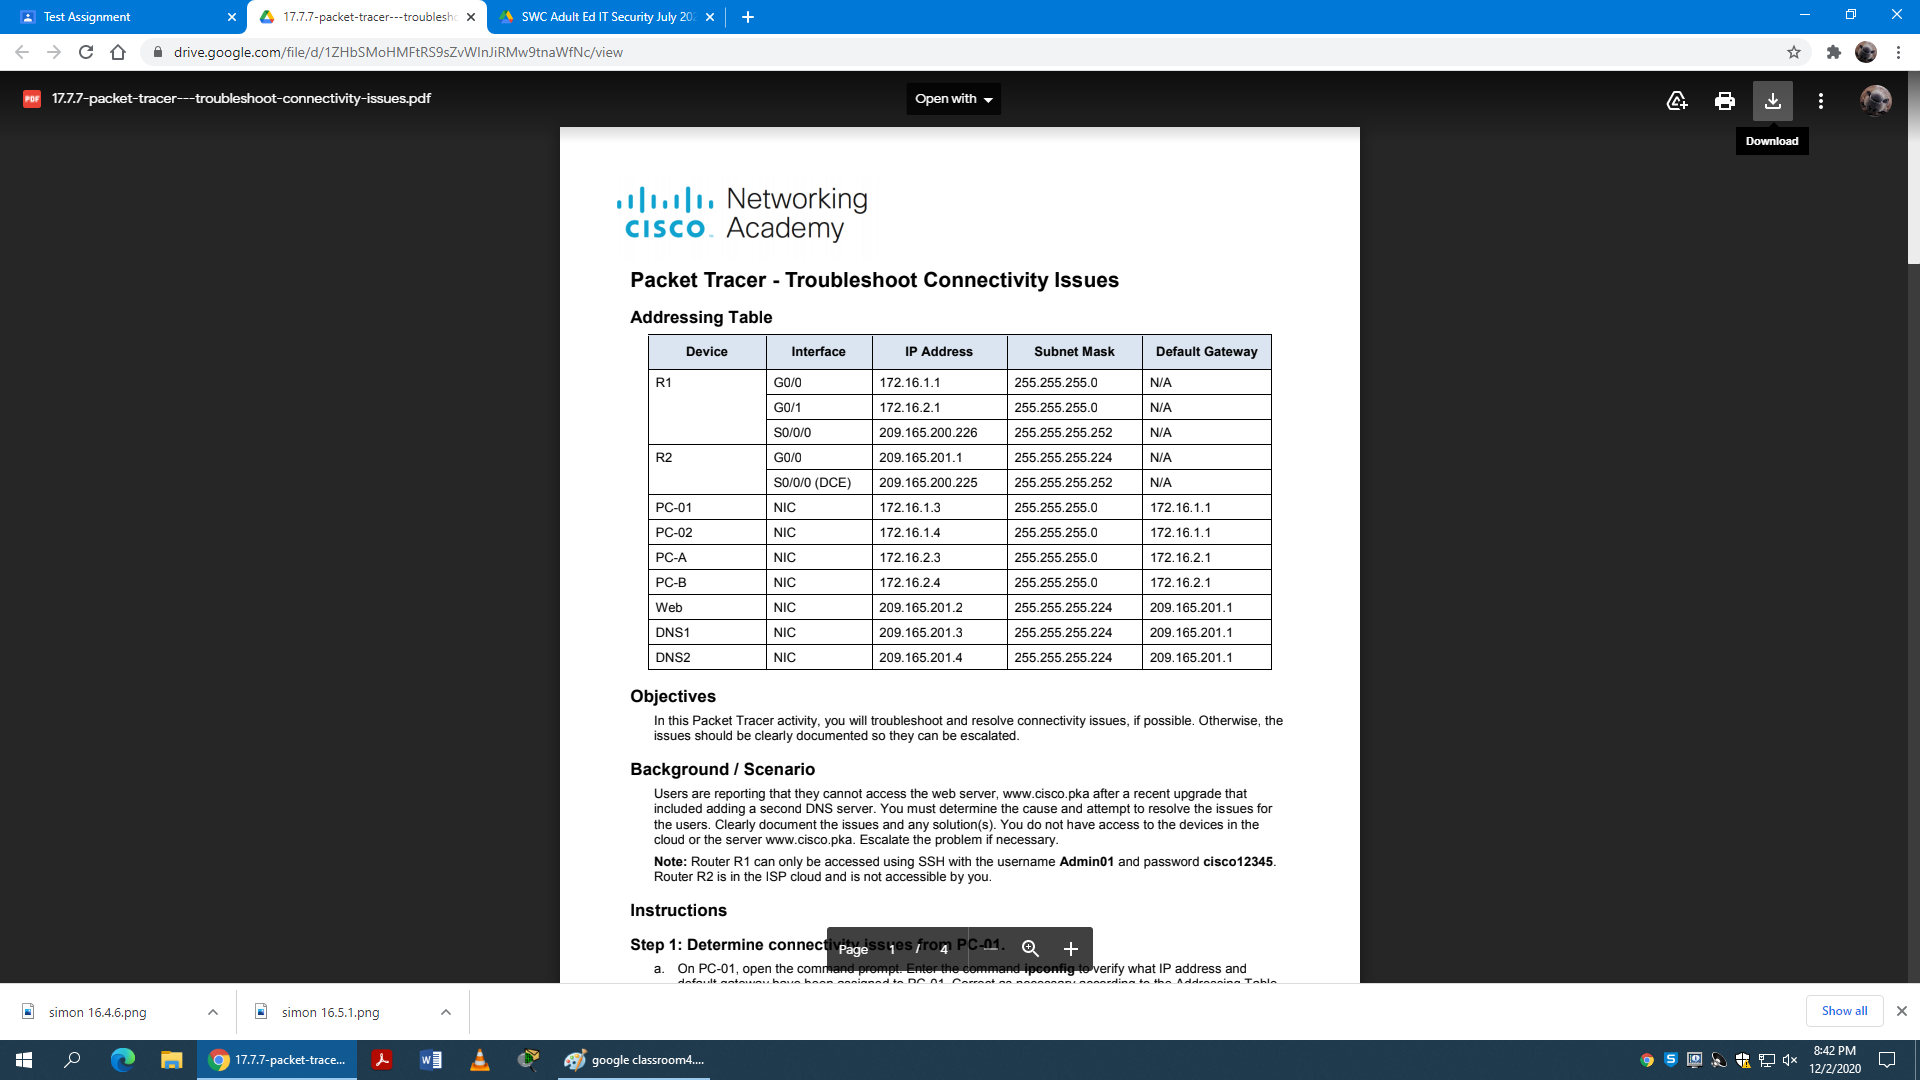 Test Assignment
17.7.7-packet-tracer---troublesho
SWC Adult Ed IT Security July 202
drive.google.com/file/d/1ZHbSMoHMFtRS9sZvWlnJiRMw9tnaWfNc/view
PDF
17.7.7-packet-tracer---troubleshoot-connectivity-issues.pdf
Open with
Download
Networking
CISCO Academy
Packet Tracer - Troubleshoot Connectivity Issues
Addressing Table
Device Interface IP Address Subnet Mask Default Gateway
R1 G0/0 172.16.1.1 255.255.255.0 N/A
G0/1 172.16.2.1 255.255.255.0 N/A
S0/0/0 209.165.200.226 255.255.255.252 N/A
R2 G0/0 209.165.201.1 255.255.255.224 N/A
S0/0/0 (DCE) 209.165.200.225 255.255.255.252 N/A
PC-01 NIC 172.16.1.3 255.255.255.0 172.16.1.1
PC-02 NIC 172.16.1.4 255.255.255.0 172.16.1.1
PC-A NIC 172.16.2.3 255.255.255.0 172.16.2.1
PC-B NIC 172.16.2.4 255.255.255.0 172.16.2.1
Web NIC 209.165.201.2 255.255.255.224 209.165.201.1
DNS1 NIC 209.165.201.3 255.255.255.224 209.165.201.1
DNS2 NIC 209.165.201.4 255.255.255.224 209.165.201.1
Objectives
In this Packet Tracer activity, you will troubleshoot and resolve connectivity issues, if possible. Otherwise, the
issues should be clearly documented so they can be escalated.
Background / Scenario
Users are reporting that they cannot access the web server, www.cisco.pka after a recent upgrade that
included adding a second DNS server. You must determine the cause and attempt to resolve the issues for
the users. Clearly document the issues and any solution(s). You do not have access to the devices in the
cloud or the server www.cisco.pka. Escalate the problem if necessary.
Note: Router R1 can only be accessed using SSH with the username Admin01 and password cisco12345.
Router R2 is in the ISP cloud and is not accessible by you.
Instructions
Step 1: Determine connectivity issues from PC-01.
Page 1 / 4
a. On PC-01, open the command prompt. Enter the command ipconfig to verify what IP address and
default gateway have been assigned to PC-01. Correct as necessary according to the Addressing Table.
simon 16.4.6.png
simon 16.5.1.png
Show all
17.7.7-packet-trace...
google classroom4....
8:42 PM
12/2/2020